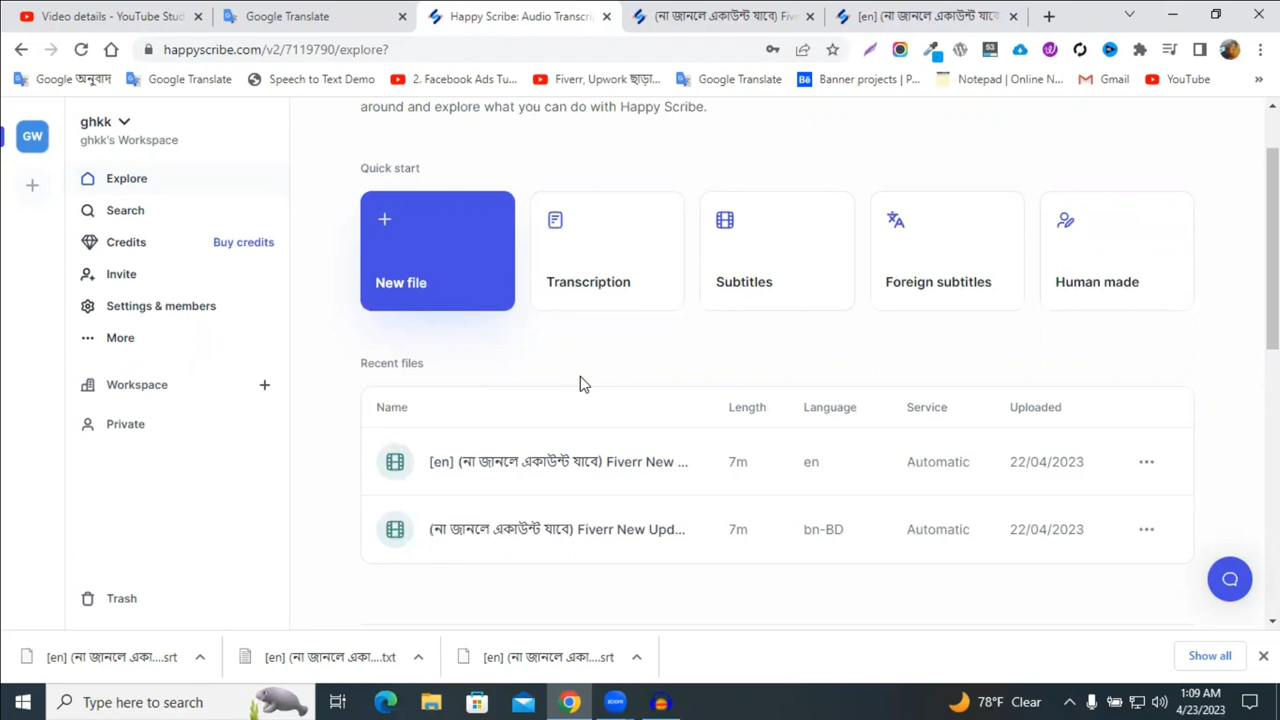 Video details - YouTube Stud
Google Translate
Happy Scribe: Audio Transcri
(না জানলে একাউন্ট যাবে) Five
[en] (না জানলে একাউন্ট যাবে)
happyscribe.com/v2/7119790/explore?
Google অনুবাদ
Google Translate
Speech to Text Demo
2. Facebook Ads Tu...
Fiverr, Upwork ছাড়া...
Google Translate
Banner projects | P...
Notepad | Online N...
Gmail
YouTube
around and explore what you can do with Happy Scribe.
GW
ghkk
ghkk's Workspace
Explore
Search
Credits
Buy credits
Invite
Settings & members
More
Workspace
Private
Trash
Quick start
New file
Transcription
Subtitles
Foreign subtitles
Human made
Recent files
Name Length Language Service Uploaded
[en] (না জানলে একাউন্ট যাবে) Fiverr New ... 7m en Automatic 22/04/2023
(না জানলে একাউন্ট যাবে) Fiverr New Upd... 7m bn-BD Automatic 22/04/2023
[en] (না জানলে একা....srt
[en] (না জানলে একা....txt
[en] (না জানলে একা....srt
Show all
Type here to search
78°F Clear
1:09 AM
4/23/2023